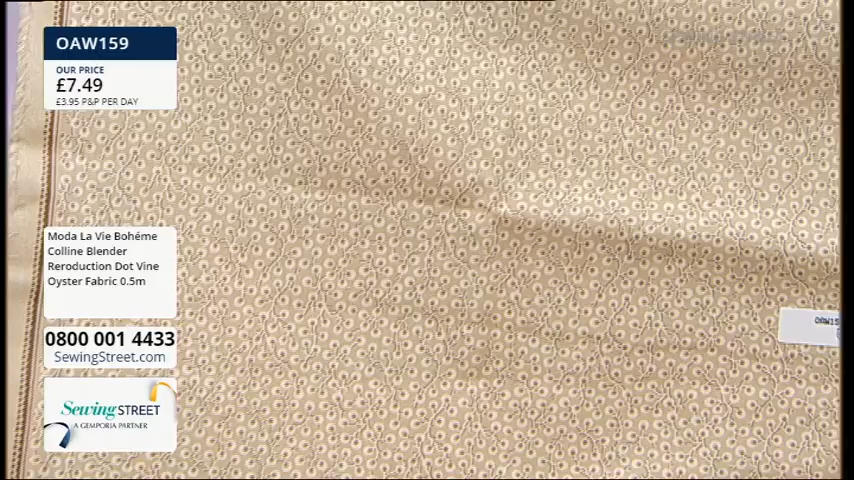 OAW159
OUR PRICE
£7.49
£3.95 P&P PER DAY
Moda La Vie Bohéme
Colline Blender
Reroduction Dot Vine
Oyster Fabric 0.5m
0800 001 4433
SewingStreet.com
Sewing STREET
A GEMPORIA PARTNER
OAW15